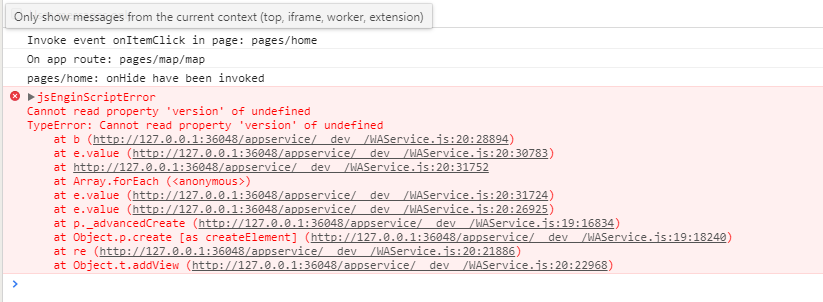 Only show messages from the current context (top, iframe, worker, extension)
Invoke event onItemClick in page: pages/home
On app route: pages/map/map
pages/home: onHide have been invoked
▶jsEnginScriptError
Cannot read property 'version' of undefined
TypeError: Cannot read property 'version' of undefined
at b (http://127.0.0.1:36048/appservice/__dev__/WAService.js:20:28894)
at e.value (http://127.0.0.1:36048/appservice/__dev__/WAService.js:20:30783)
at http://127.0.0.1:36048/appservice/__dev__/WAService.js:20:31752
at Array.forEach (<anonymous>)
at e.value (http://127.0.0.1:36048/appservice/__dev__/WAService.js:20:31724)
at e.value (http://127.0.0.1:36048/appservice/__dev__/WAService.js:20:26925)
at p._advancedCreate (http://127.0.0.1:36048/appservice/__dev__/WAService.js:19:16834)
at Object.p.create [as createElement] (http://127.0.0.1:36048/appservice/__dev__/WAService.js:19:18240)
at re (http://127.0.0.1:36048/appservice/__dev__/WAService.js:20:21886)
at Object.t.addView (http://127.0.0.1:36048/appservice/__dev__/WAService.js:20:22968)
>